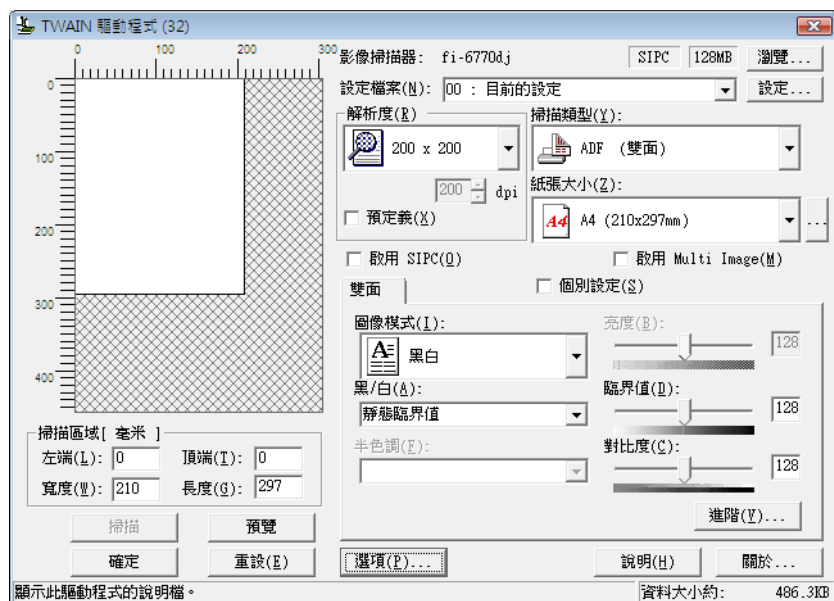 TWAIN 驅動程式 (32)
0 100 200 300
0
100
200
300
400
影像掃描器: fi-6770dj SIPC 128MB 瀏覽...
設定檔案(N): 00 : 目前的設定 設定...
解析度(R)
200 x 200
200 dpi
預定義(X)
掃描類型(Y):
ADF (雙面)
紙張大小(Z):
A4 A4 (210x297mm) ...
啟用 SIPC(Q) 啟用 Multi Image(M)
雙面 個別設定(S)
圖像模式(I):
A 黑白
黑/白(A):
靜態臨界值
半色調(F):
亮度(B):
128
臨界值(D):
128
對比度(C):
128
進階(V)...
掃描區域[ 毫米 ]
左端(L): 0 頂端(T): 0
寬度(W): 210 長度(G): 297
掃描 預覽
確定 重設(E) 選項(P)... 說明(H) 關於...
顯示此驅動程式的說明檔。 資料大小約: 486.3KB